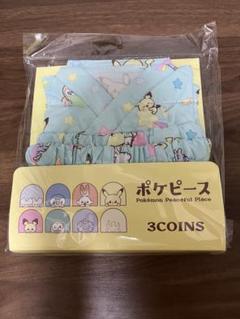 ポケピース
Pokémon Peaceful Place
3COINS